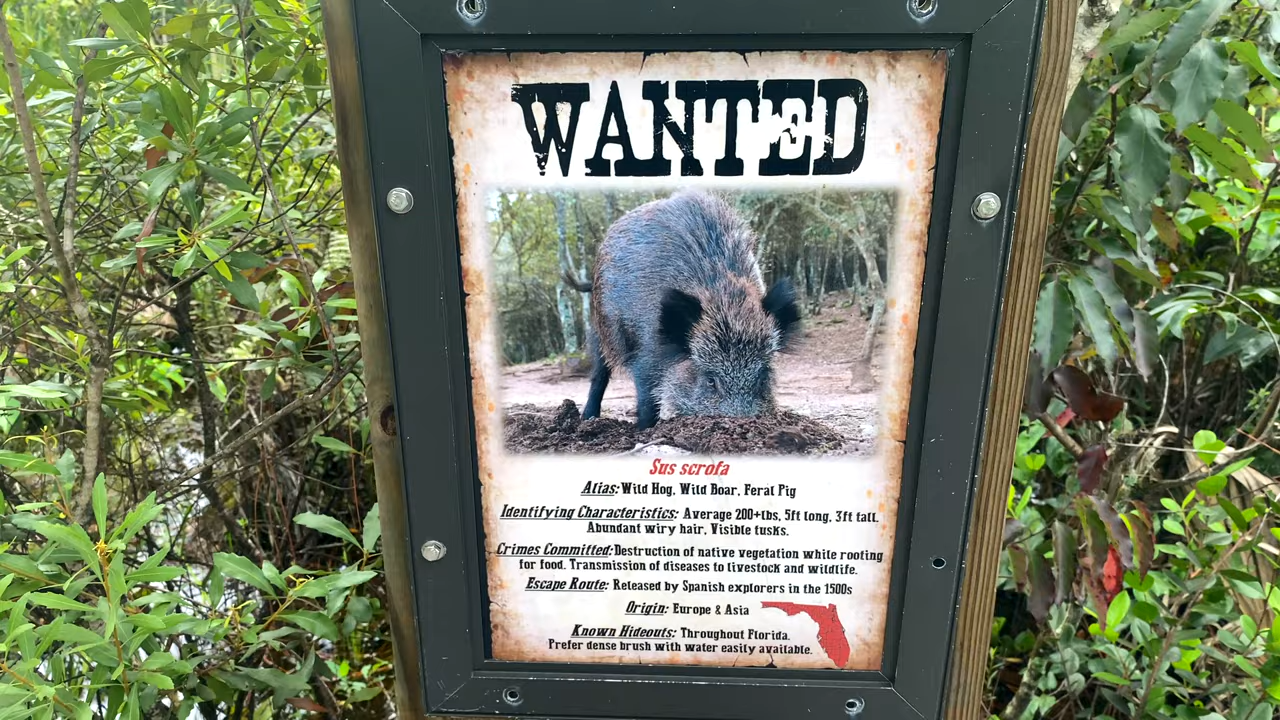 WANTED
Sus scrofa
Alias: Wild Hog, Wild Boar, Feral Pig
Identifying Characteristics: Average 200+lbs, 5ft long, 3ft tall.
Abundant wiry hair, Visible tusks.
Crimes Committed: Destruction of native vegetation while rooting
for food. Transmission of diseases to livestock and wildlife.
Escape Route: Released by Spanish explorers in the 1500s
Origin: Europe & Asia
Known Hideouts: Throughout Florida.
Prefer dense brush with water easily available.